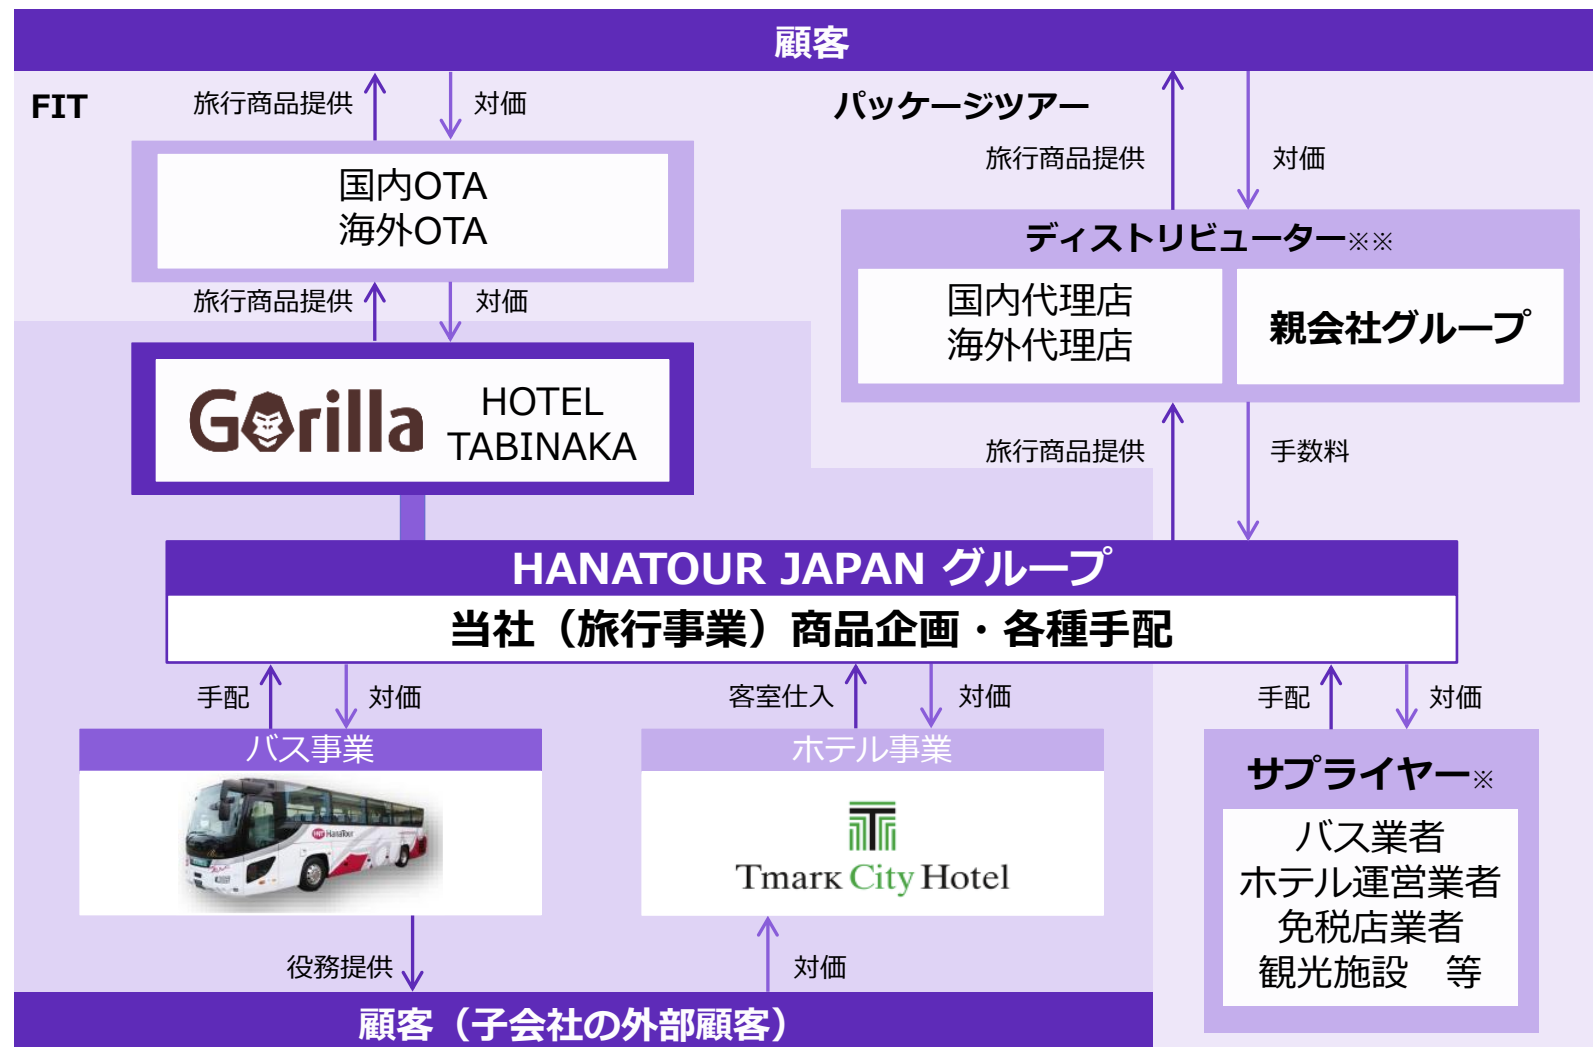 顧客
FIT
旅行商品提供
対価
パッケージツアー
旅行商品提供
対価
国内OTA
海外OTA
ディストリビューター※※
国内代理店
海外代理店
親会社グループ
旅行商品提供
対価
Gorilla
HOTEL
TABINAKA
旅行商品提供
手数料
HANATOUR JAPAN グループ
当社（旅行事業）商品企画・各種手配
手配
対価
客室仕入
対価
手配
対価
バス事業
HanaTour
ホテル事業
Tmark City Hotel
サプライヤー※
バス業者
ホテル運営業者
免税店業者
観光施設　等
役務提供
対価
顧客（子会社の外部顧客）